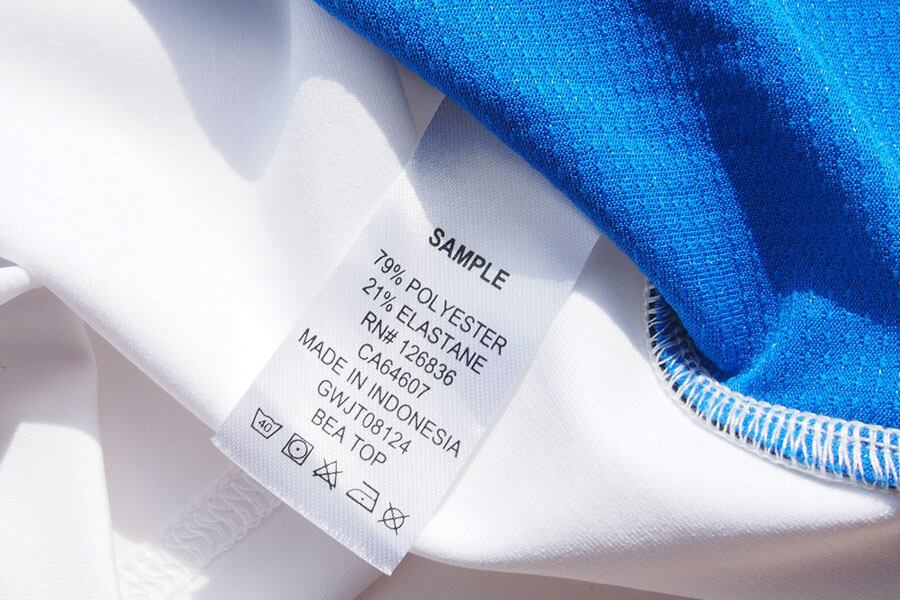 SAMPLE
79% POLYESTER
21% ELASTANE
RN# 126836
CA64607
MADE IN INDONESIA
GWJT08124
BEA TOP
40